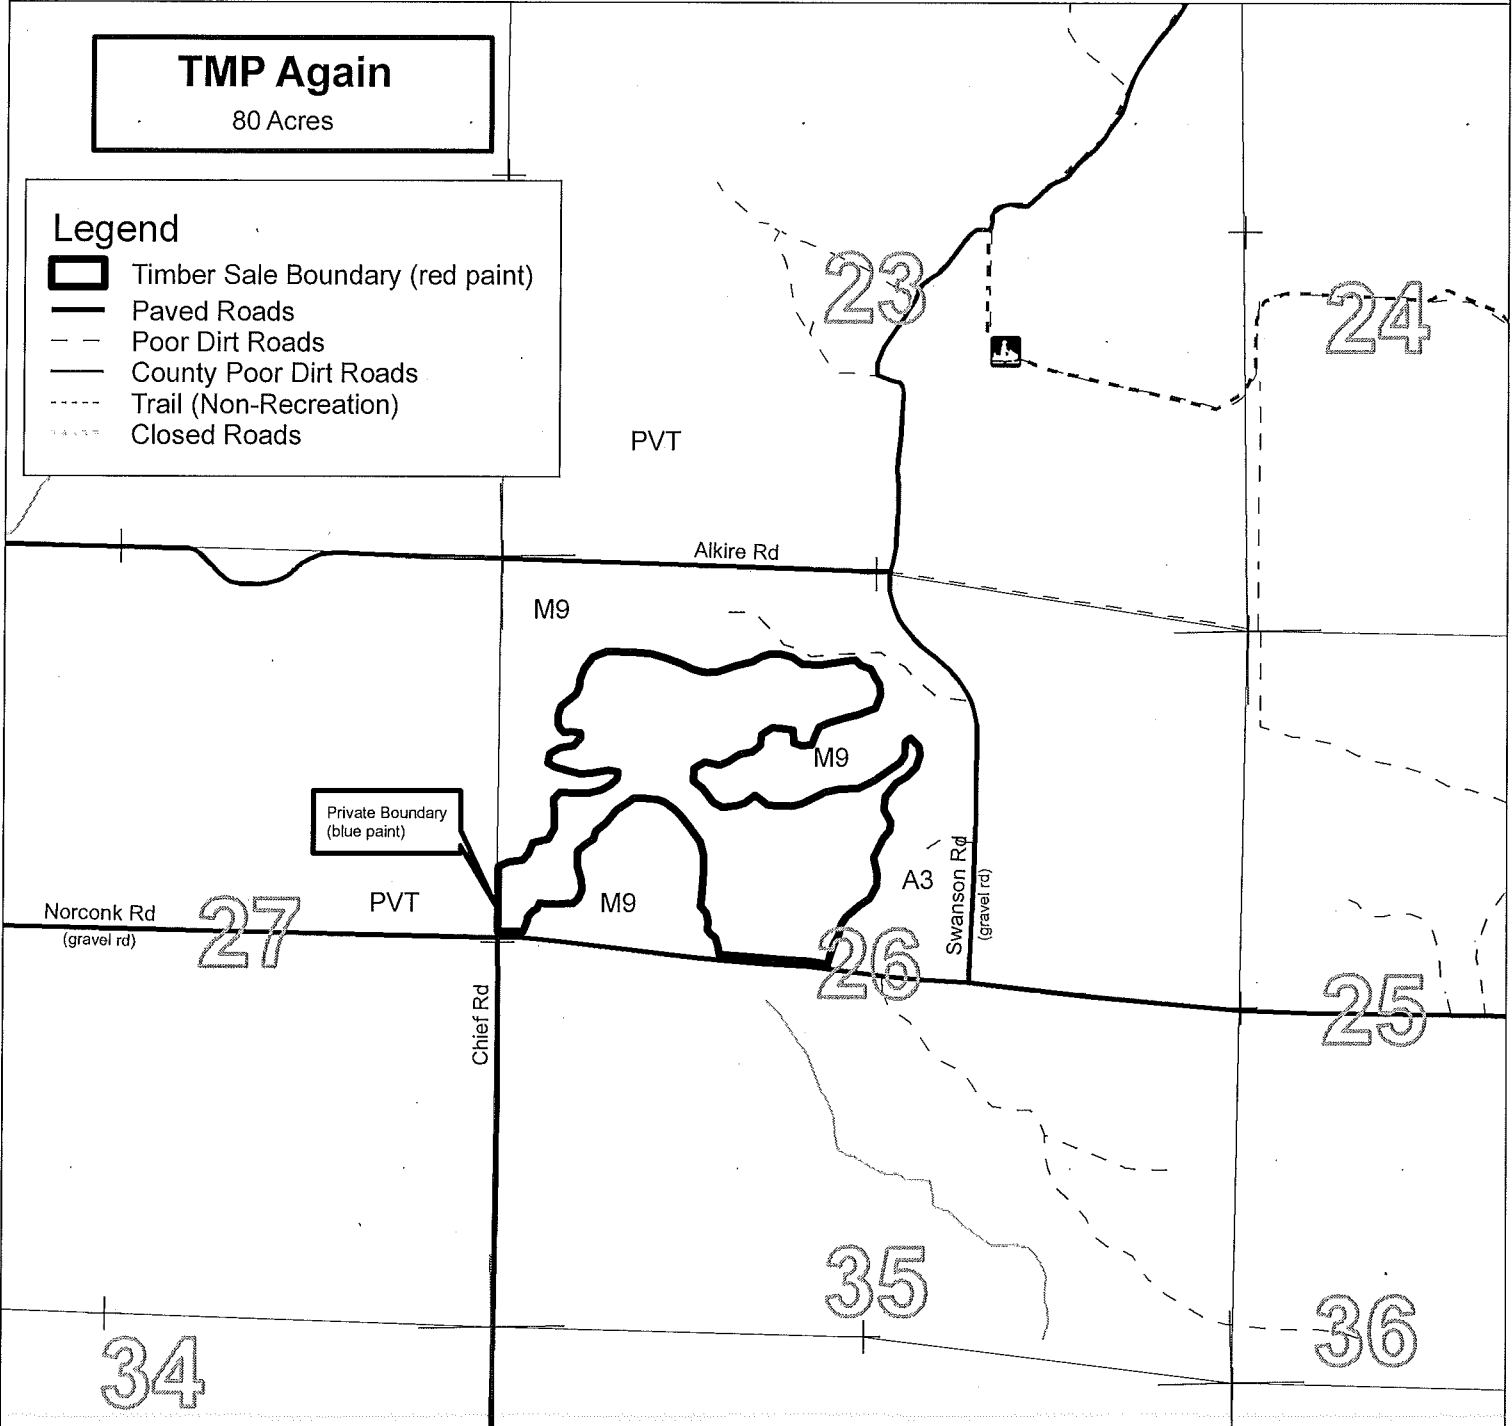 TMP Again
80 Acres
Legend
Timber Sale Boundary (red paint)
Paved Roads
Poor Dirt Roads
County Poor Dirt Roads
Trail (Non-Recreation)
Closed Roads
23
24
PVT
Alkire Rd
M9
M9
Private Boundary
(blue paint)
A3
Swanson Rd
(gravel rd)
PVT
M9
Norconk Rd
(gravel rd)
27
26
25
Chief Rd
35
36
34